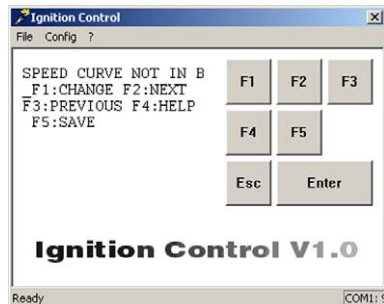 Ignition Control
File Config ?
SPEED CURVE NOT IN B
_F1:CHANGE F2:NEXT
F3:PREVIOUS F4:HELP
F5:SAVE
F1 F2 F3
F4 F5
Esc Enter
Ignition Control V1.0
Ready COM1: